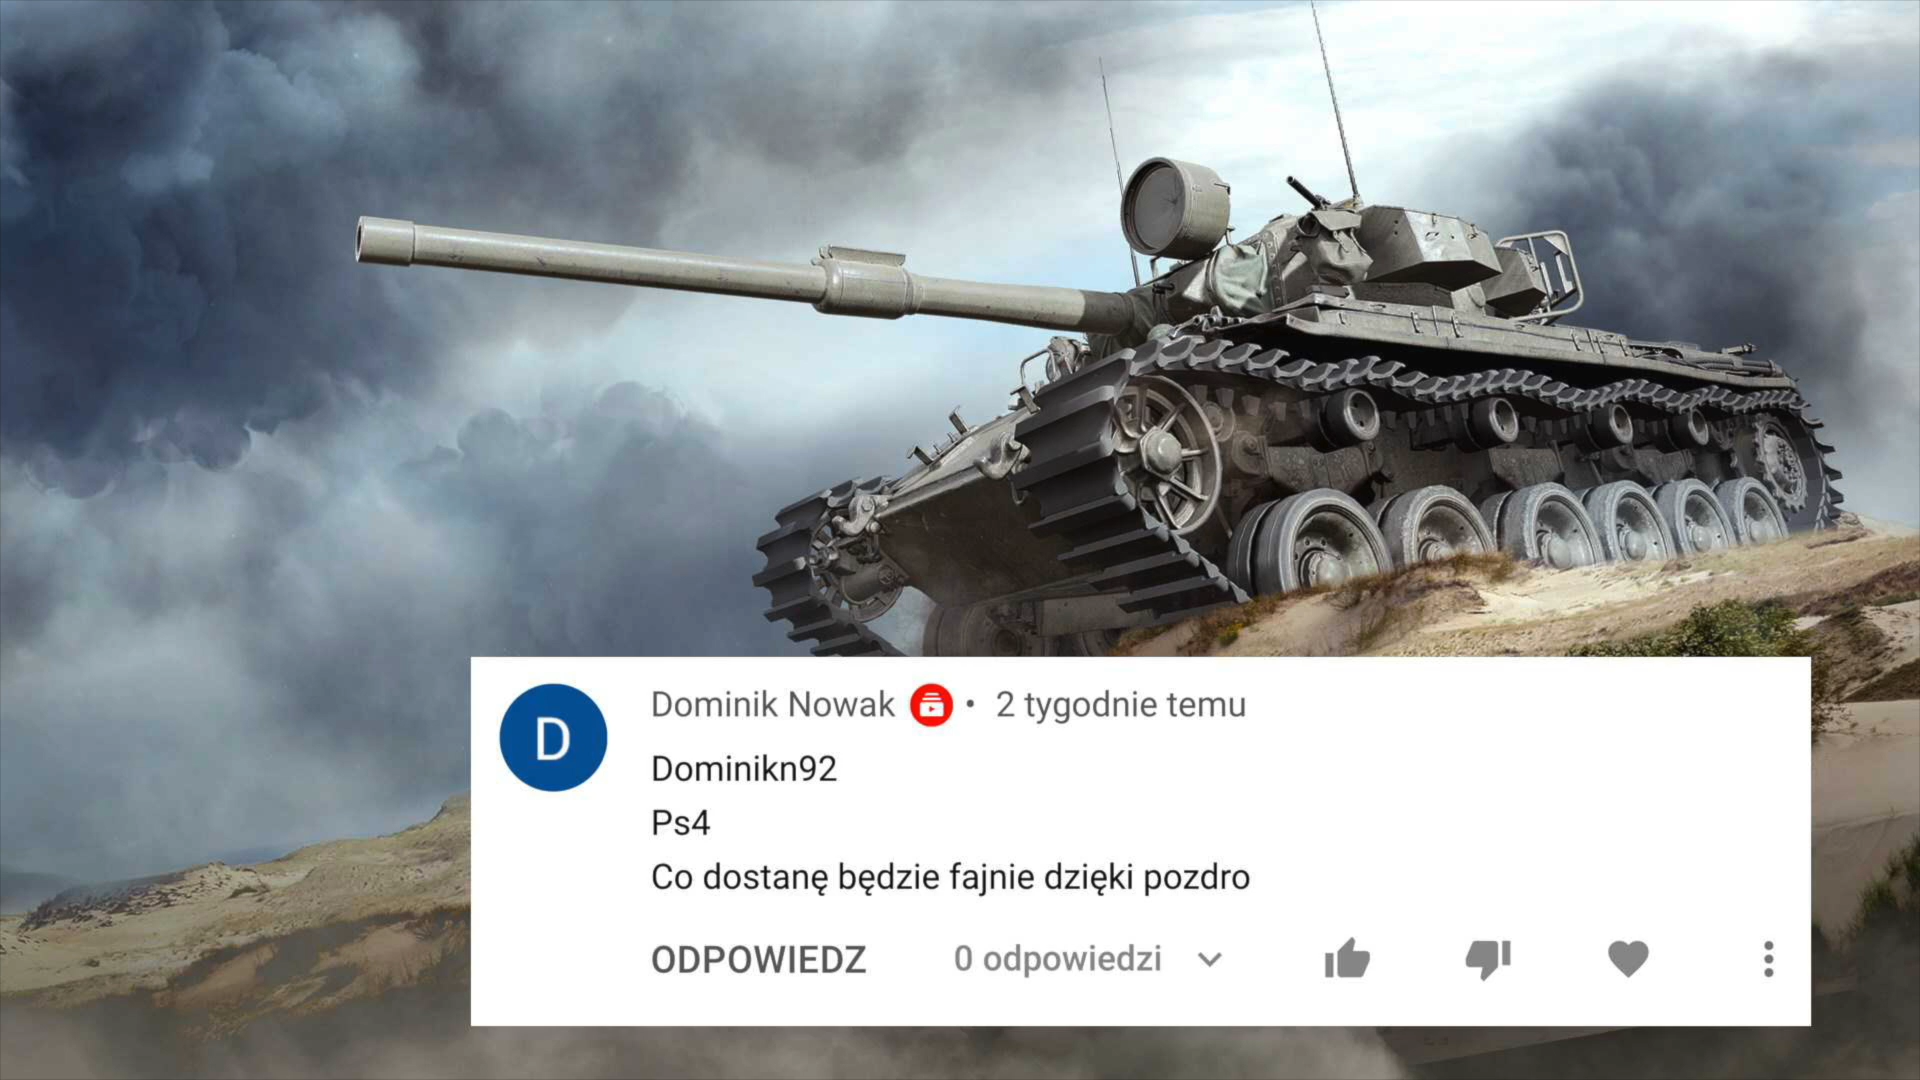 D
Dominik Nowak • 2 tygodnie temu
Dominikn92
Ps4
Co dostanę będzie fajnie dzięki pozdro
ODPOWIEDZ 0 odpowiedzi